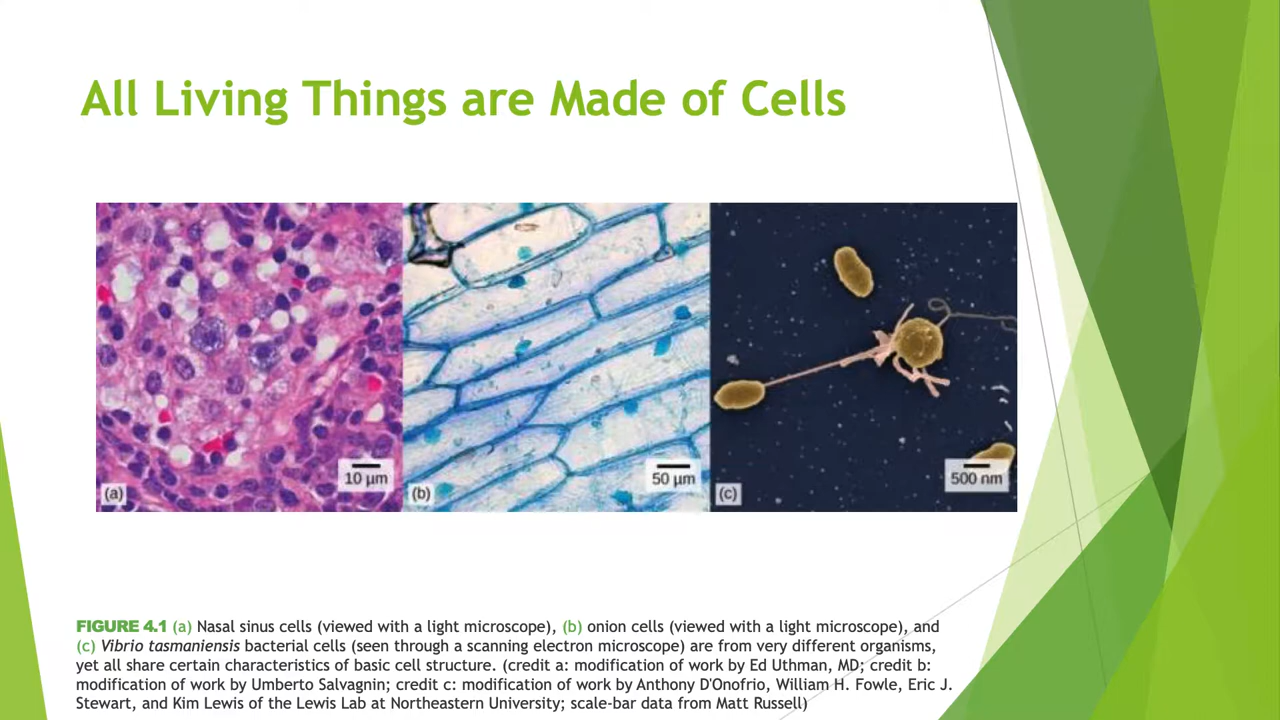 All Living Things are Made of Cells
10 µm
(a)
50 µm
(b)
500 nm
(c)
FIGURE 4.1 (a) Nasal sinus cells (viewed with a light microscope), (b) onion cells (viewed with a light microscope), and
(c) Vibrio tasmaniensis bacterial cells (seen through a scanning electron microscope) are from very different organisms,
yet all share certain characteristics of basic cell structure. (credit a: modification of work by Ed Uthman, MD; credit b:
modification of work by Umberto Salvagnin; credit c: modification of work by Anthony D'Onofrio, William H. Fowle, Eric J.
Stewart, and Kim Lewis of the Lewis Lab at Northeastern University; scale-bar data from Matt Russell)